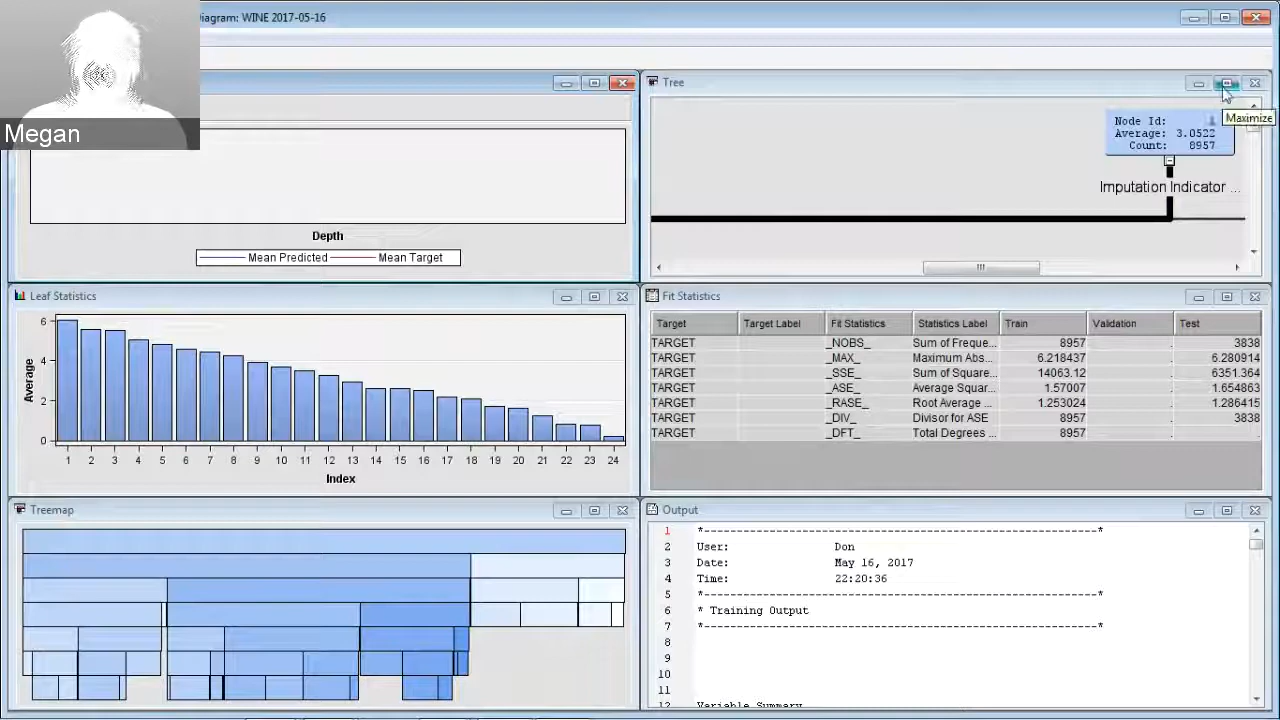 iagram: WINE 2017-05-16
Megan
Depth
Mean Predicted Mean Target
Tree
Maximize
Node Id: 1
Average: 3.0522
Count: 8957
Imputation Indicator ...
Leaf Statistics
Average
6
4
2
0
1 2 3 4 5 6 7 8 9 10 11 12 13 14 15 16 17 18 19 20 21 22 23 24
Index
Fit Statistics
Target Target Label Fit Statistics Statistics Label Train Validation Test
TARGET _NOBS_ Sum of Freque... 8957 . 3838
TARGET _MAX_ Maximum Abs... 6.218437 . 6.280914
TARGET _SSE_ Sum of Square... 14063.12 . 6351.364
TARGET _ASE_ Average Squar... 1.57007 . 1.654863
TARGET _RASE_ Root Average ... 1.253024 . 1.286415
TARGET _DIV_ Divisor for ASE 8957 . 3838
TARGET _DFT_ Total Degrees ... 8957 . .
Treemap
Output
1 *------------------------------------------------------------*
2 User: Don
3 Date: May 16, 2017
4 Time: 22:20:36
5 *------------------------------------------------------------*
6 * Training Output
7 *------------------------------------------------------------*
8
9
10
11
12 Variable Summary